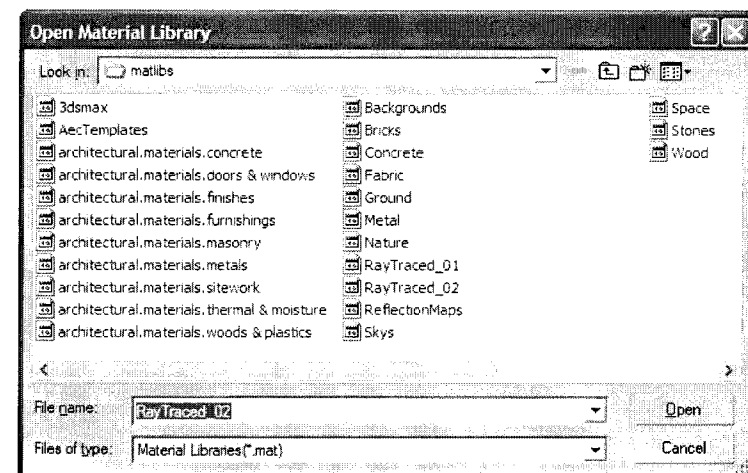 Open Material Library
Look in: matlibs
3dsmax
AecTemplates
architectural.materials.concrete
architectural.materials.doors & windows
architectural.materials.finishes
architectural.materials.furnishings
architectural.materials.masonry
architectural.materials.metals
architectural.materials.sitework
architectural.materials.thermal & moisture
architectural.materials.woods & plastics
Backgrounds
Bricks
Concrete
Fabric
Ground
Metal
Nature
RayTraced_01
RayTraced_02
ReflectionMaps
Skys
Space
Stones
Wood
File name: RayTraced_02 Open
Files of type: Material Libraries(*.mat) Cancel